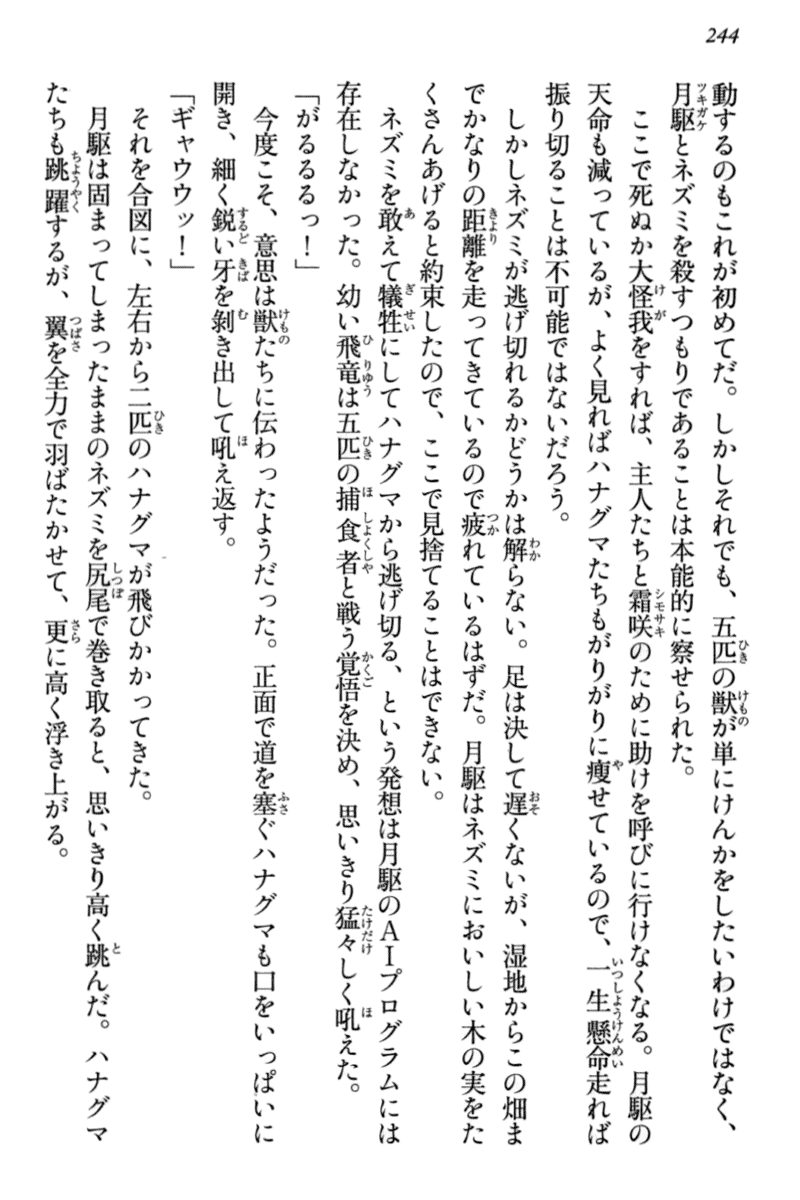 244
動するのもこれが初めてだ。しかしそれでも、五匹の獣が単にけんかをしたいわけではなく、
月駆とネズミを殺すつもりであることは本能的に察せられた。
ここで死ぬか大怪我をすれば、主人たちと霜咲のために助けを呼びに行けなくなる。月駆の
天命も減っているが、よく見ればハナグマたちもがりがりに痩せているので、一生懸命走れば
振り切ることは不可能ではないだろう。
しかしネズミが逃げ切れるかどうかは解らない。足は決して遅くないが、湿地からこの畑ま
でかなりの距離を走ってきているので疲れているはずだ。月駆はネズミにおいしい木の実をた
くさんあげると約束したので、ここで見捨てることはできない。
ネズミを敢えて犠牲にしてハナグマから逃げ切る、という発想は月駆のAIプログラムには
存在しなかった。幼い飛竜は五匹の捕食者と戦う覚悟を決め、思いきり猛々しく吼えた。
「がるるるっ！」
今度こそ、意思は獣たちに伝わったようだった。正面で道を塞ぐハナグマも口をいっぱいに
開き、細く鋭い牙を剝き出して吼え返す。
「ギャウウッ！」
それを合図に、左右から二匹のハナグマが飛びかかってきた。
月駆は固まってしまったままのネズミを尻尾で巻き取ると、思いきり高く跳んだ。ハナグマ
たちも跳躍するが、翼を全力で羽ばたかせて、更に高く浮き上がる。